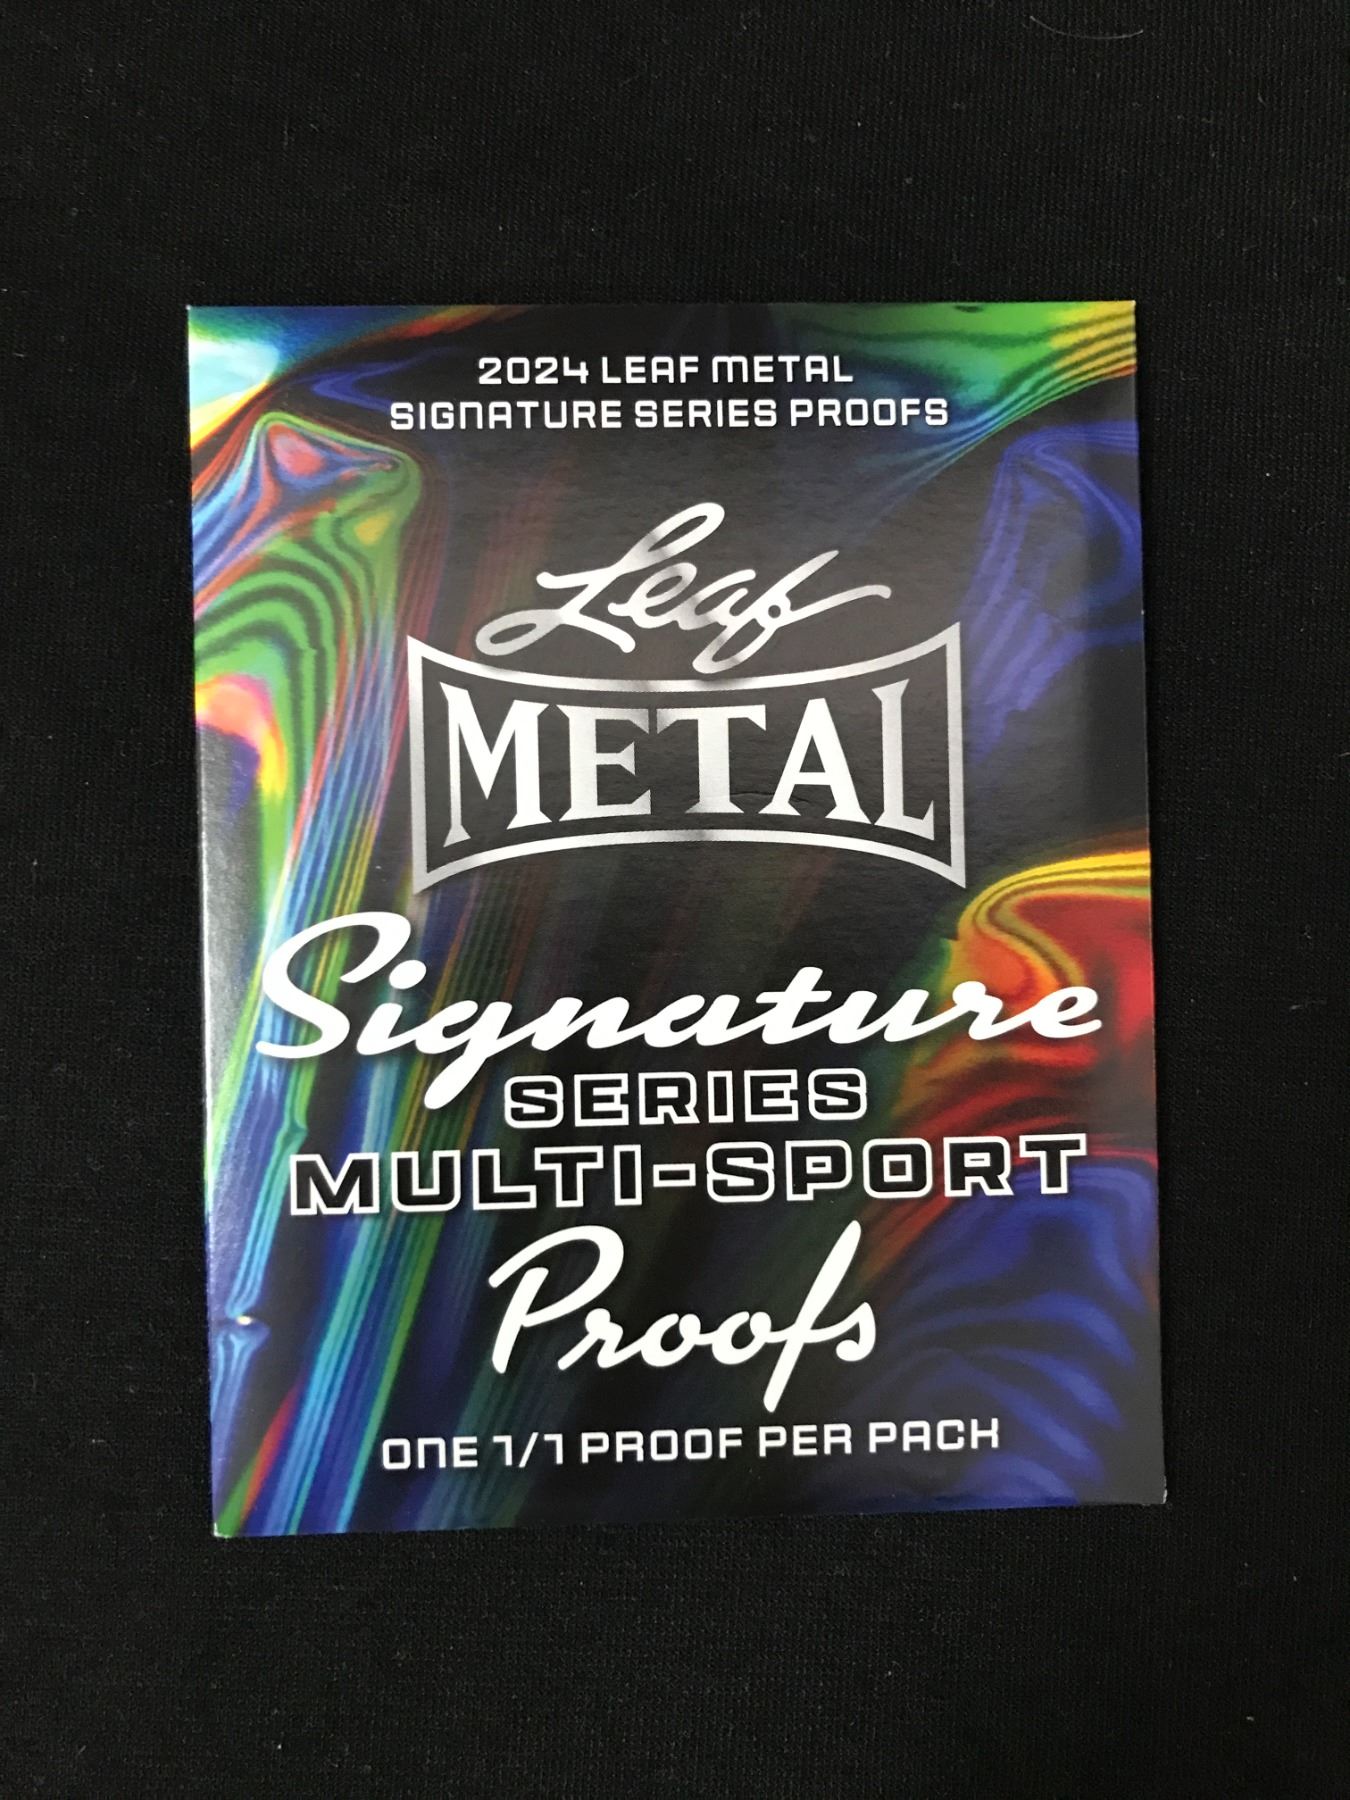 2024 LEAF METAL
SIGNATURE SERIES PROOFS
Leaf
METAL
Signature
SERIES
MULTI-SPORT
Proofs
ONE 1/1 PROOF PER PACK